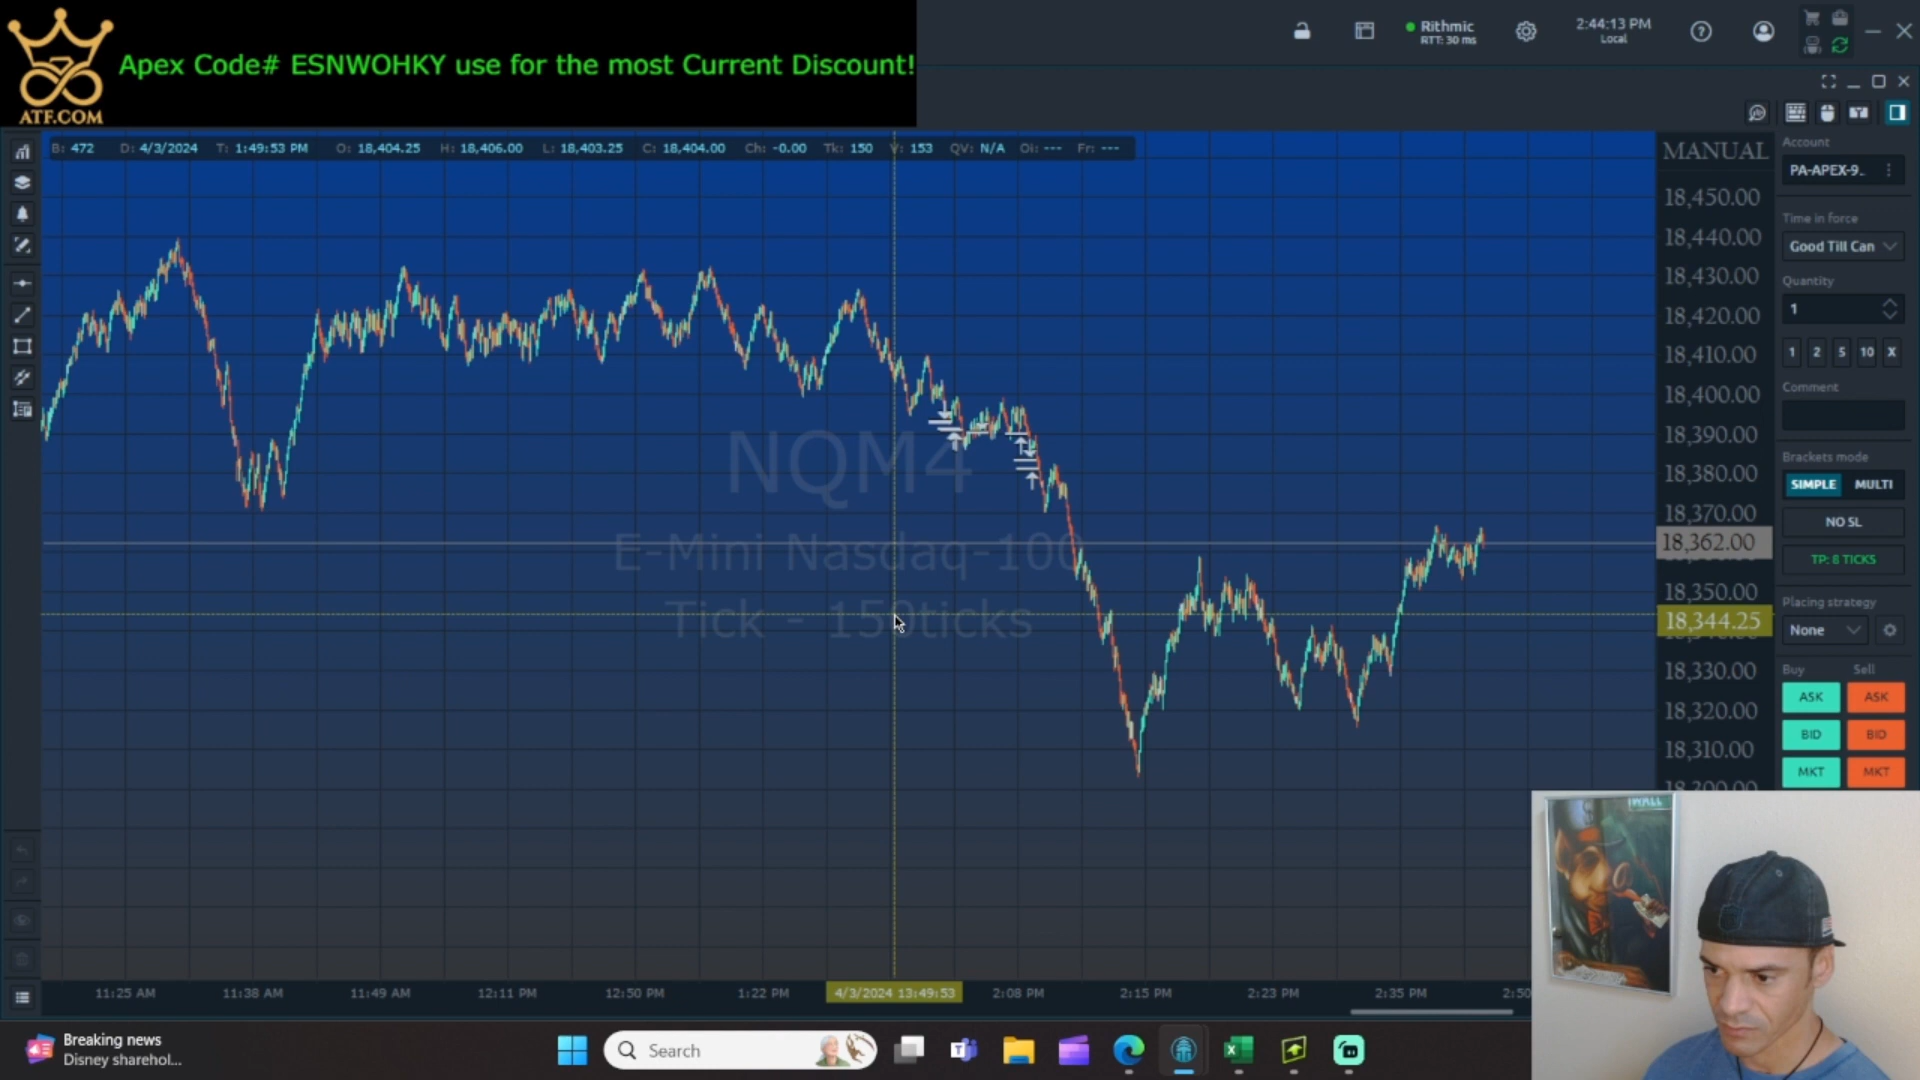 ATF.COM
Apex Code# ESNWOHKY use for the most Current Discount!
Rithmic
RTT: 30 ms
2:44:13 PM
Local
B: 472 D: 4/3/2024 T: 1:49:53 PM O: 18,404.25 H: 18,406.00 L: 18,403.25 C: 18,404.00 Ch: -0.00 Tk: 150 V: 153 QV: N/A Oi: --- Fr: ---
MANUAL
18,450.00
18,440.00
18,430.00
18,420.00
18,410.00
18,400.00
18,390.00
18,380.00
18,370.00
18,362.00
18,350.00
18,344.25
18,330.00
18,320.00
18,310.00
NQM4
E-Mini Nasdaq-100
Tick - 150ticks
Account
PA-APEX-9..
Time in force
Good Till Can
Quantity
1
1 2 5 10 X
Comment
Brackets mode
SIMPLE MULTI
NO SL
TP: 8 TICKS
Placing strategy
None
Buy Sell
ASK ASK
BID BID
MKT MKT
11:25 AM 11:38 AM 11:49 AM 12:11 PM 12:50 PM 1:22 PM 4/3/2024 13:49:53 2:08 PM 2:15 PM 2:23 PM 2:35 PM 2:50
Breaking news
Disney sharehol...
Search